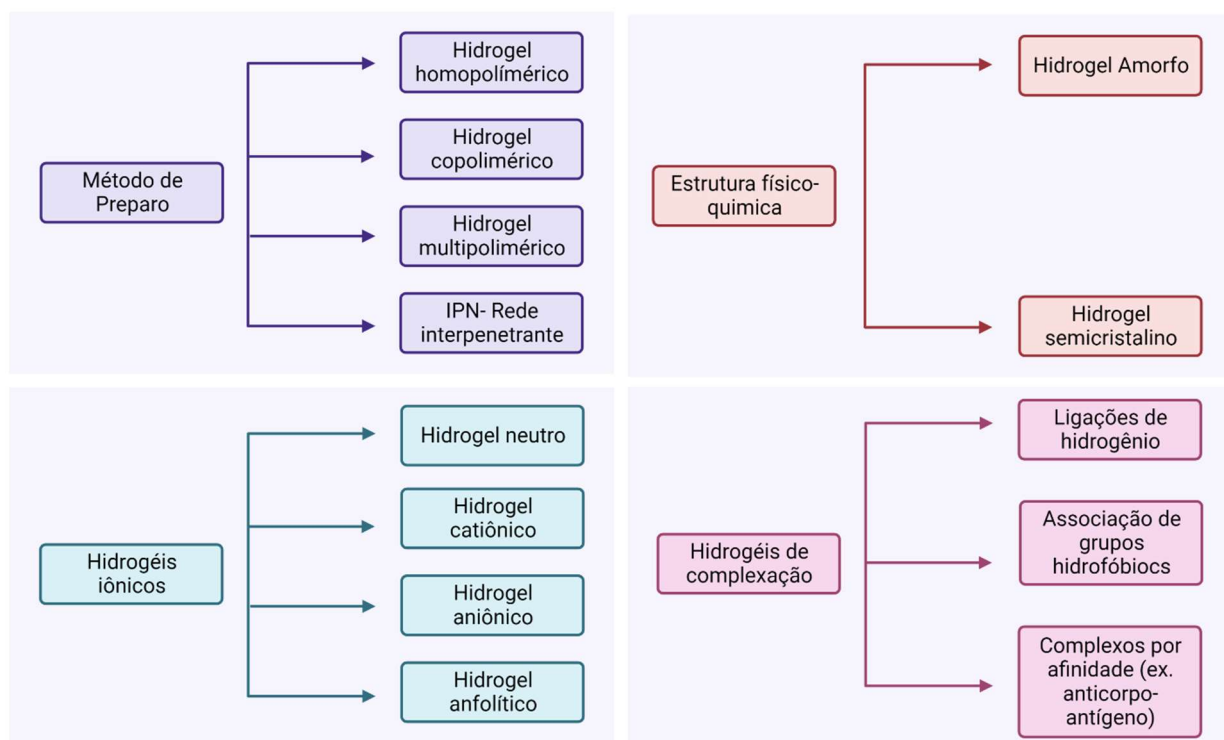 Método de
Preparo
Hidrogel
homopolímérico
Hidrogel
copolimérico
Hidrogel
multipolimérico
IPN- Rede
interpenetrante
Estrutura físico-
quimica
Hidrogel Amorfo
Hidrogel
semicristalino
Hidrogéis
iônicos
Hidrogel neutro
Hidrogel
catiônico
Hidrogel
aniônico
Hidrogel
anfolítico
Hidrogéis de
complexação
Ligações de
hidrogênio
Associação de
grupos
hidrofóbiocs
Complexos por
afinidade (ex.
anticorpo-
antígeno)